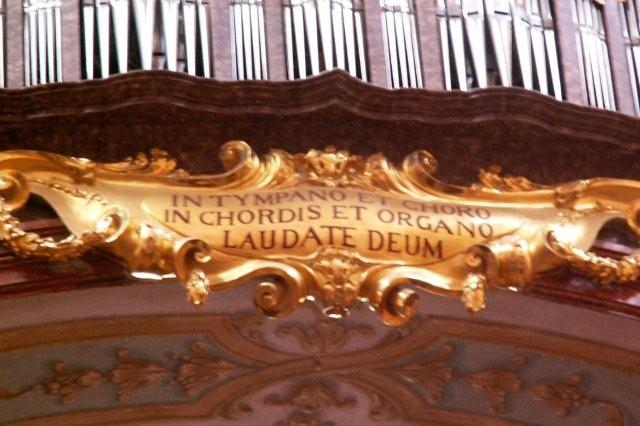 IN TYMPANO ET CHORO
IN CHORDIS ET ORGANO
LAUDATE DEUM